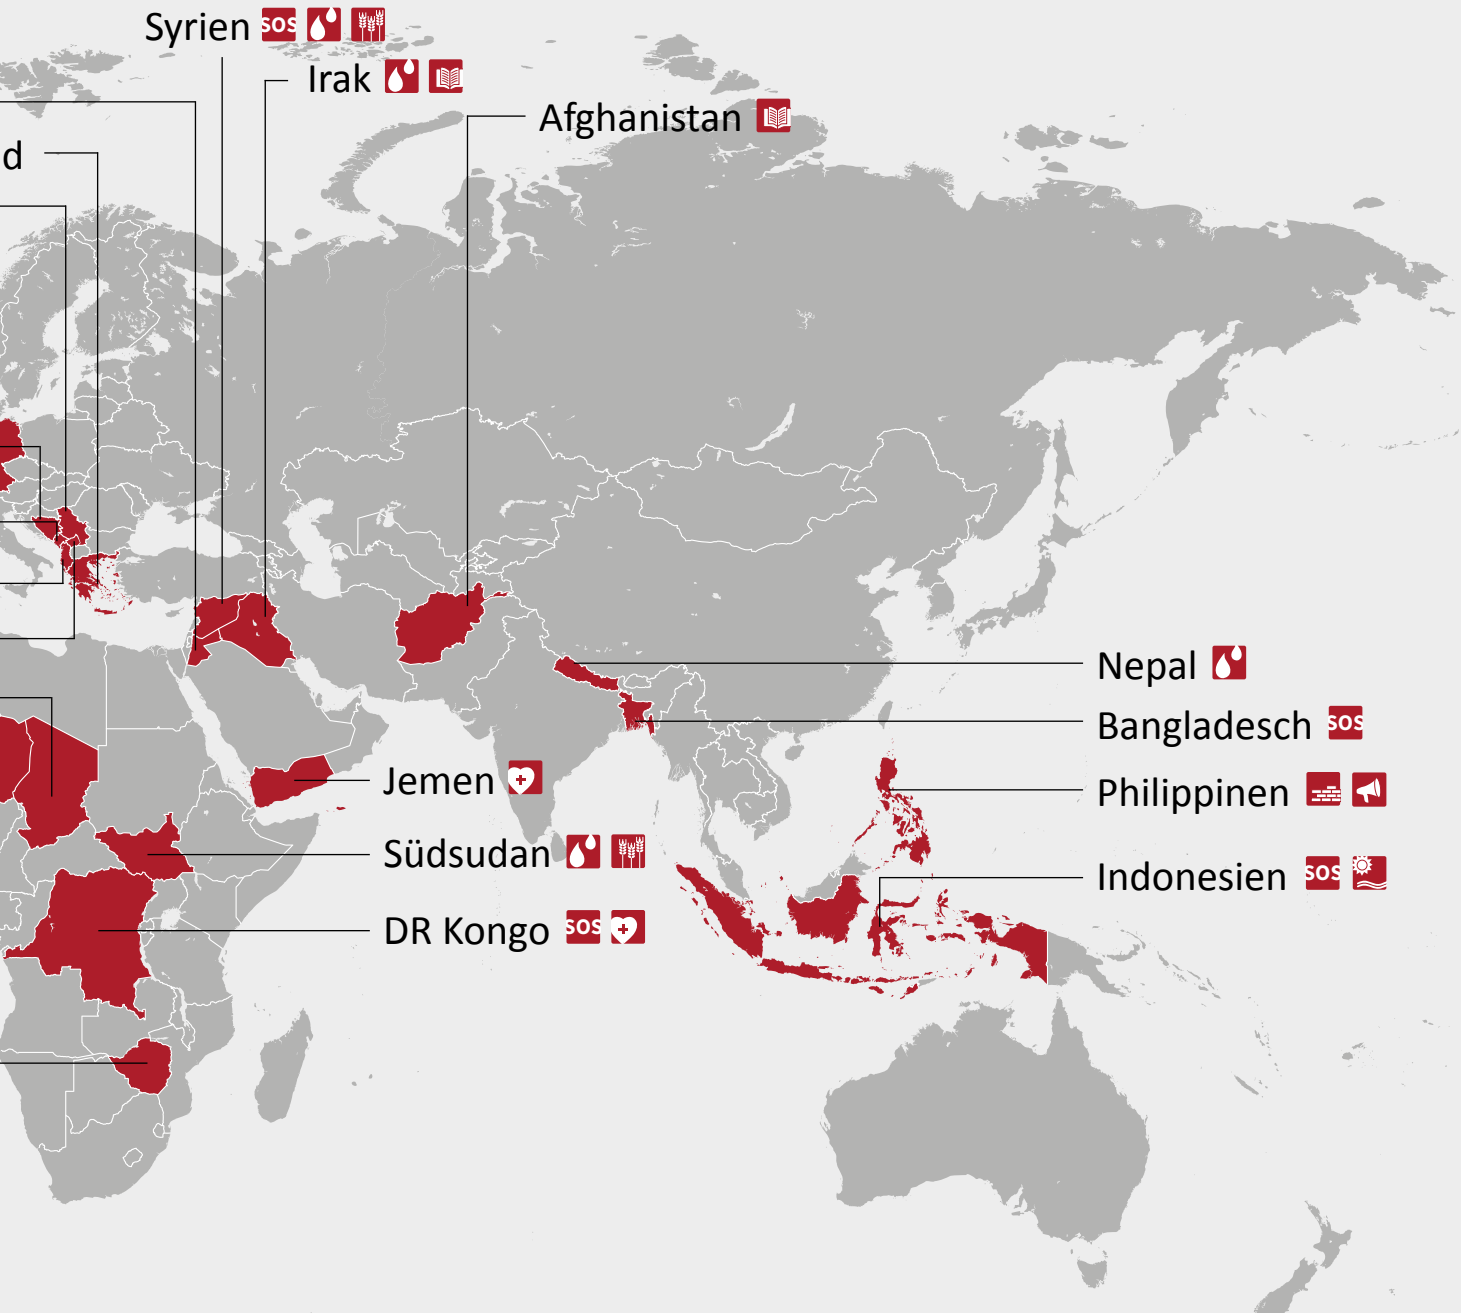 Syrien SOS
Irak
Afghanistan
d
Nepal
Bangladesch SOS
Jemen
Philippinen
Südsudan
Indonesien SOS
DR Kongo SOS